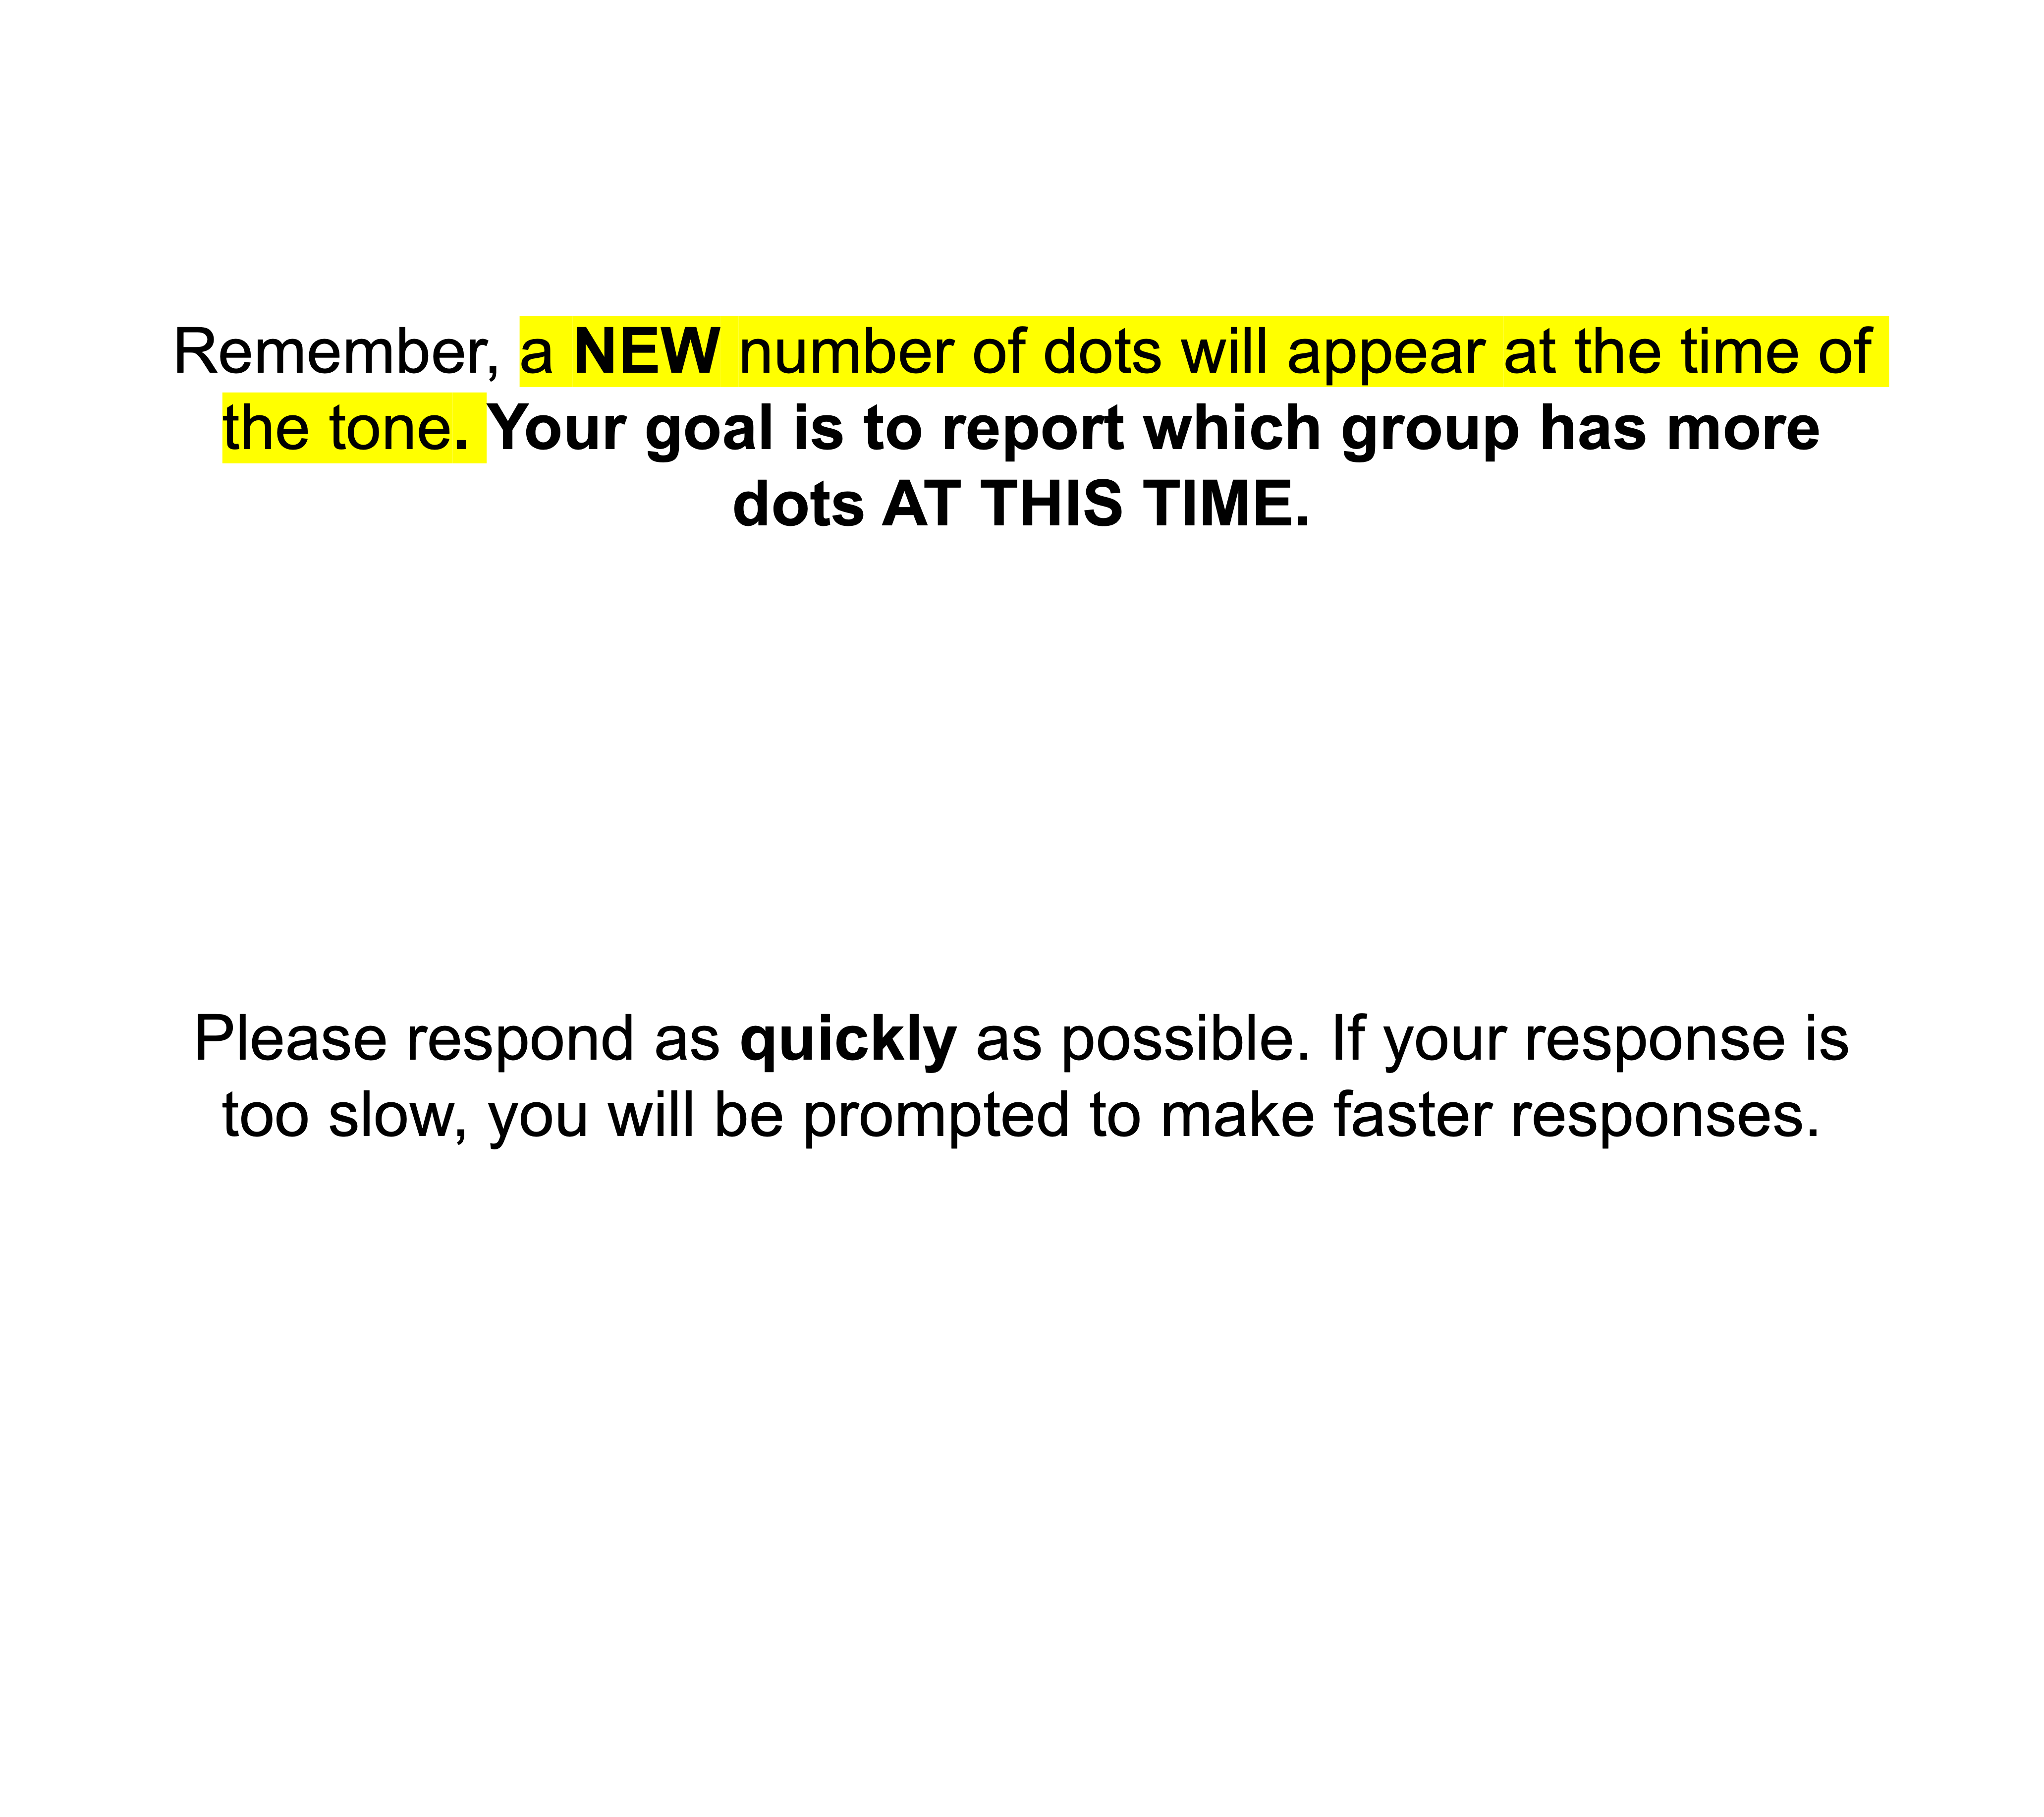 Remember, a NEW number of dots will appear at the time of
the tone. Your goal is to report which group has more
dots AT THIS TIME.
Please respond as quickly as possible. If your response is
too slow, you will be prompted to make faster responses.